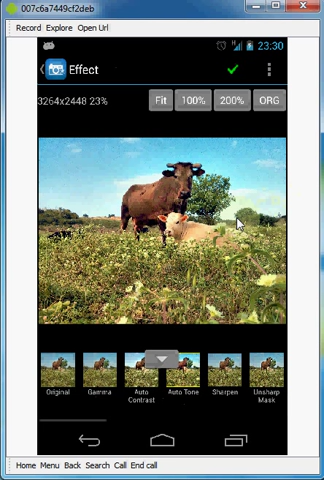 007c6a7449cf2deb
Record Explore Open Url
23:30
Effect
3264x2448 23% Fit 100% 200% ORG
Original Gamma Auto Contrast Auto Tone Sharpen Unsharp Mask
Home Menu Back Search Call End call